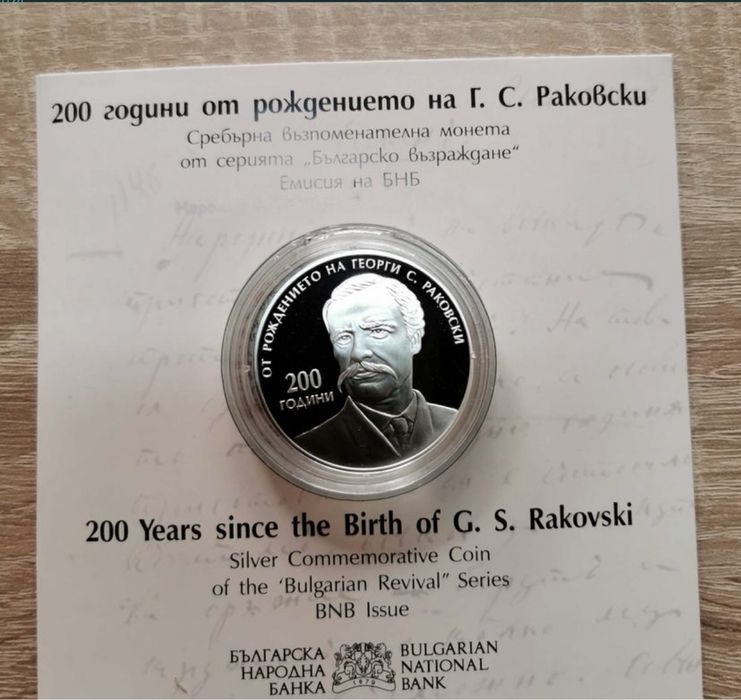 200 години от рождението на Г. С. Раковски
Сребърна възпоменателна монета
от серията „Българско възраждане“
Емисия на БНБ
ОТ РОЖДЕНИЕТО НА ГЕОРГИ С. РАКОВСКИ
200
ГОДИНИ
200 Years since the Birth of G. S. Rakovski
Silver Commemorative Coin
of the 'Bulgarian Revival" Series
BNB Issue
БЪЛГАРСКА
НАРОДНА
БАНКА
1879
BULGARIAN
NATIONAL
BANK